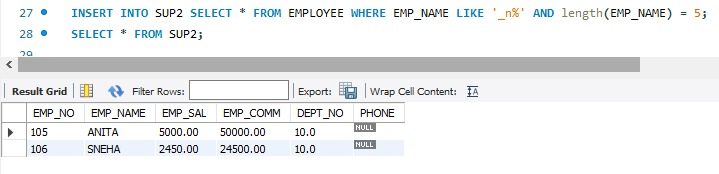 27 INSERT INTO SUP2 SELECT * FROM EMPLOYEE WHERE EMP_NAME LIKE '_n%' AND length(EMP_NAME) = 5;
28 SELECT * FROM SUP2;
29
Result Grid Filter Rows: Export: Wrap Cell Content: IA
EMP_NO EMP_NAME EMP_SAL EMP_COMM DEPT_NO PHONE
105 ANITA 5000.00 50000.00 10.0 NULL
106 SNEHA 2450.00 24500.00 10.0 NULL